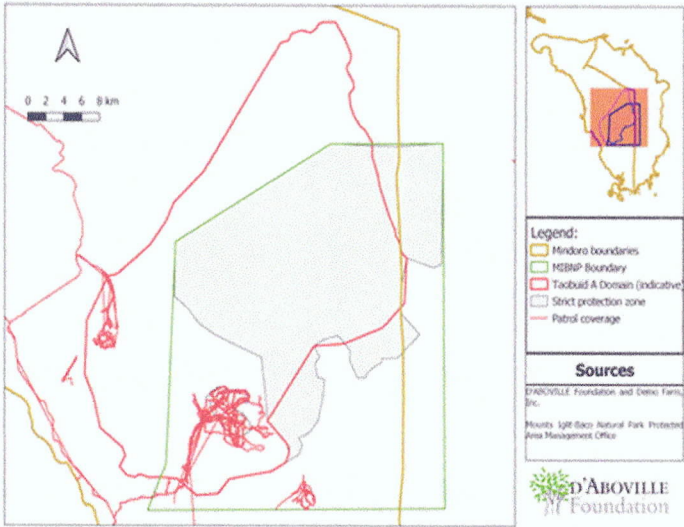 0 2 4 6 8 km
Legend:
Mindoro boundaries
MIBNP Boundary
Taobuid A Domain (indicative)
Strict protection zone
Patrol coverage
Sources
D'ABOVILLE Foundation and Demo Farm,
Inc.
Mounts Iglit-Baco Natural Park Protected
Area Management Office
D'ABOVILLE
Foundation